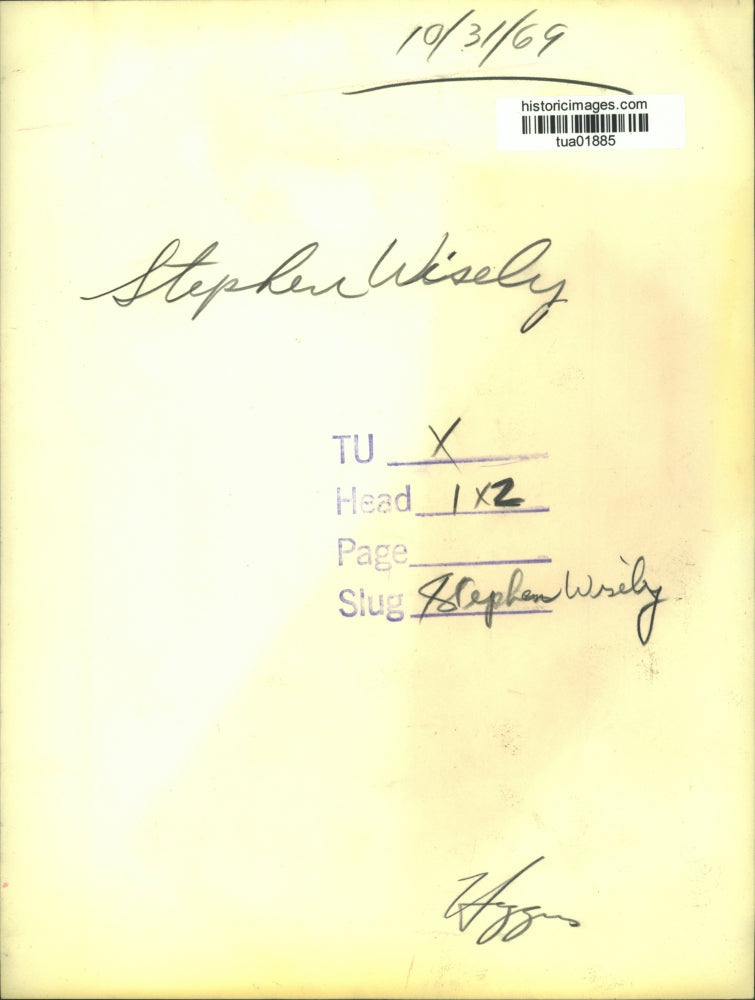 10/31/69
historicimages.com
tua01885
Stephen Wisely
TU X
Head 1x2
Page
Slug Stephen Wisely